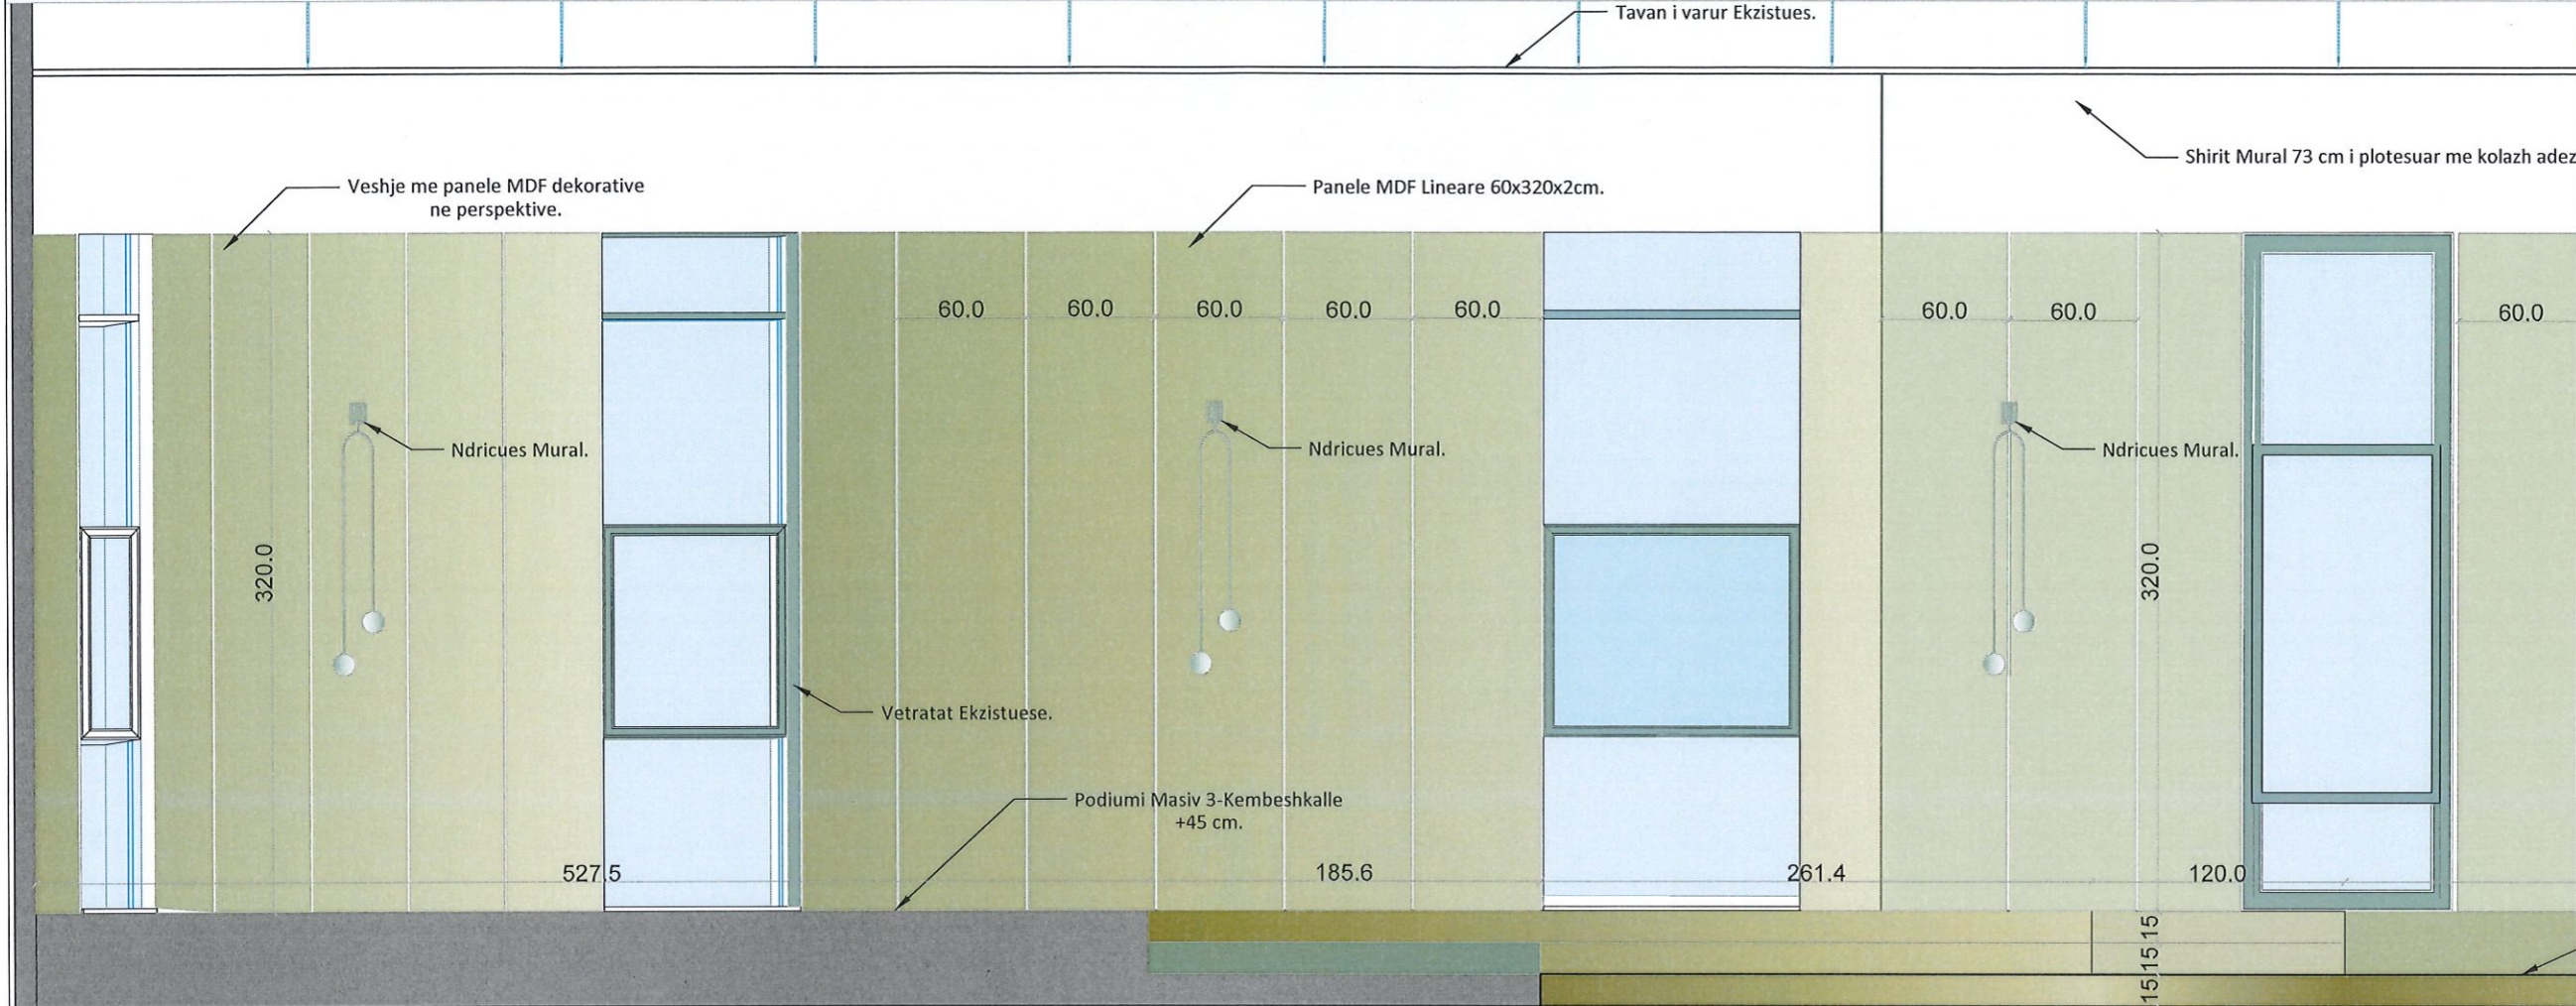 Tavan i varur Ekzistues.
Shirit Mural 73 cm i plotesuar me kolazh adez
Veshje me panele MDF dekorative
ne perspektive.
Panele MDF Lineare 60x320x2cm.
60.0
60.0
60.0
60.0
60.0
60.0
60.0
60.0
Ndricues Mural.
Ndricues Mural.
Ndricues Mural.
320.0
320.0
Vetratat Ekzistuese.
Podiumi Masiv 3-Kembeshkalle
+45 cm.
527.5
185.6
261.4
120.0
15
15
15